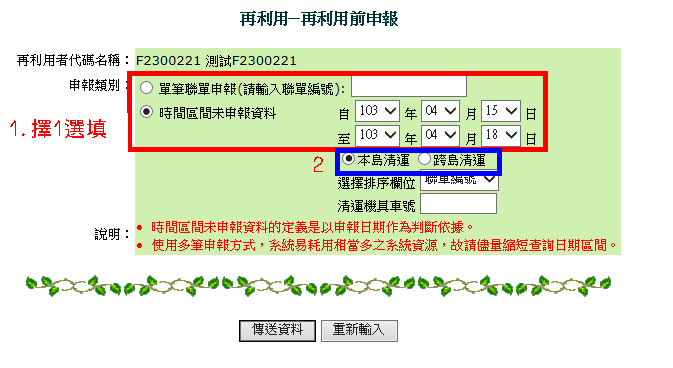 再利用─再利用前申報
再利用者代碼名稱：F2300221 測試F2300221
申報類別： 單筆聯單申報(請輸入聯單編號):
1.擇1選填
時間區間未申報資料 自 103 年 04 月 15 日
至 103 年 04 月 18 日
2 本島清運 跨島清運
選擇排序欄位 聯單編號
清運機具車號
說明：
時間區間未申報資料的定義是以申報日期作為判斷依據。
使用多筆申報方式，系統易耗用相當多之系統資源，故請儘量縮短查詢日期區間。
傳送資料 重新輸入